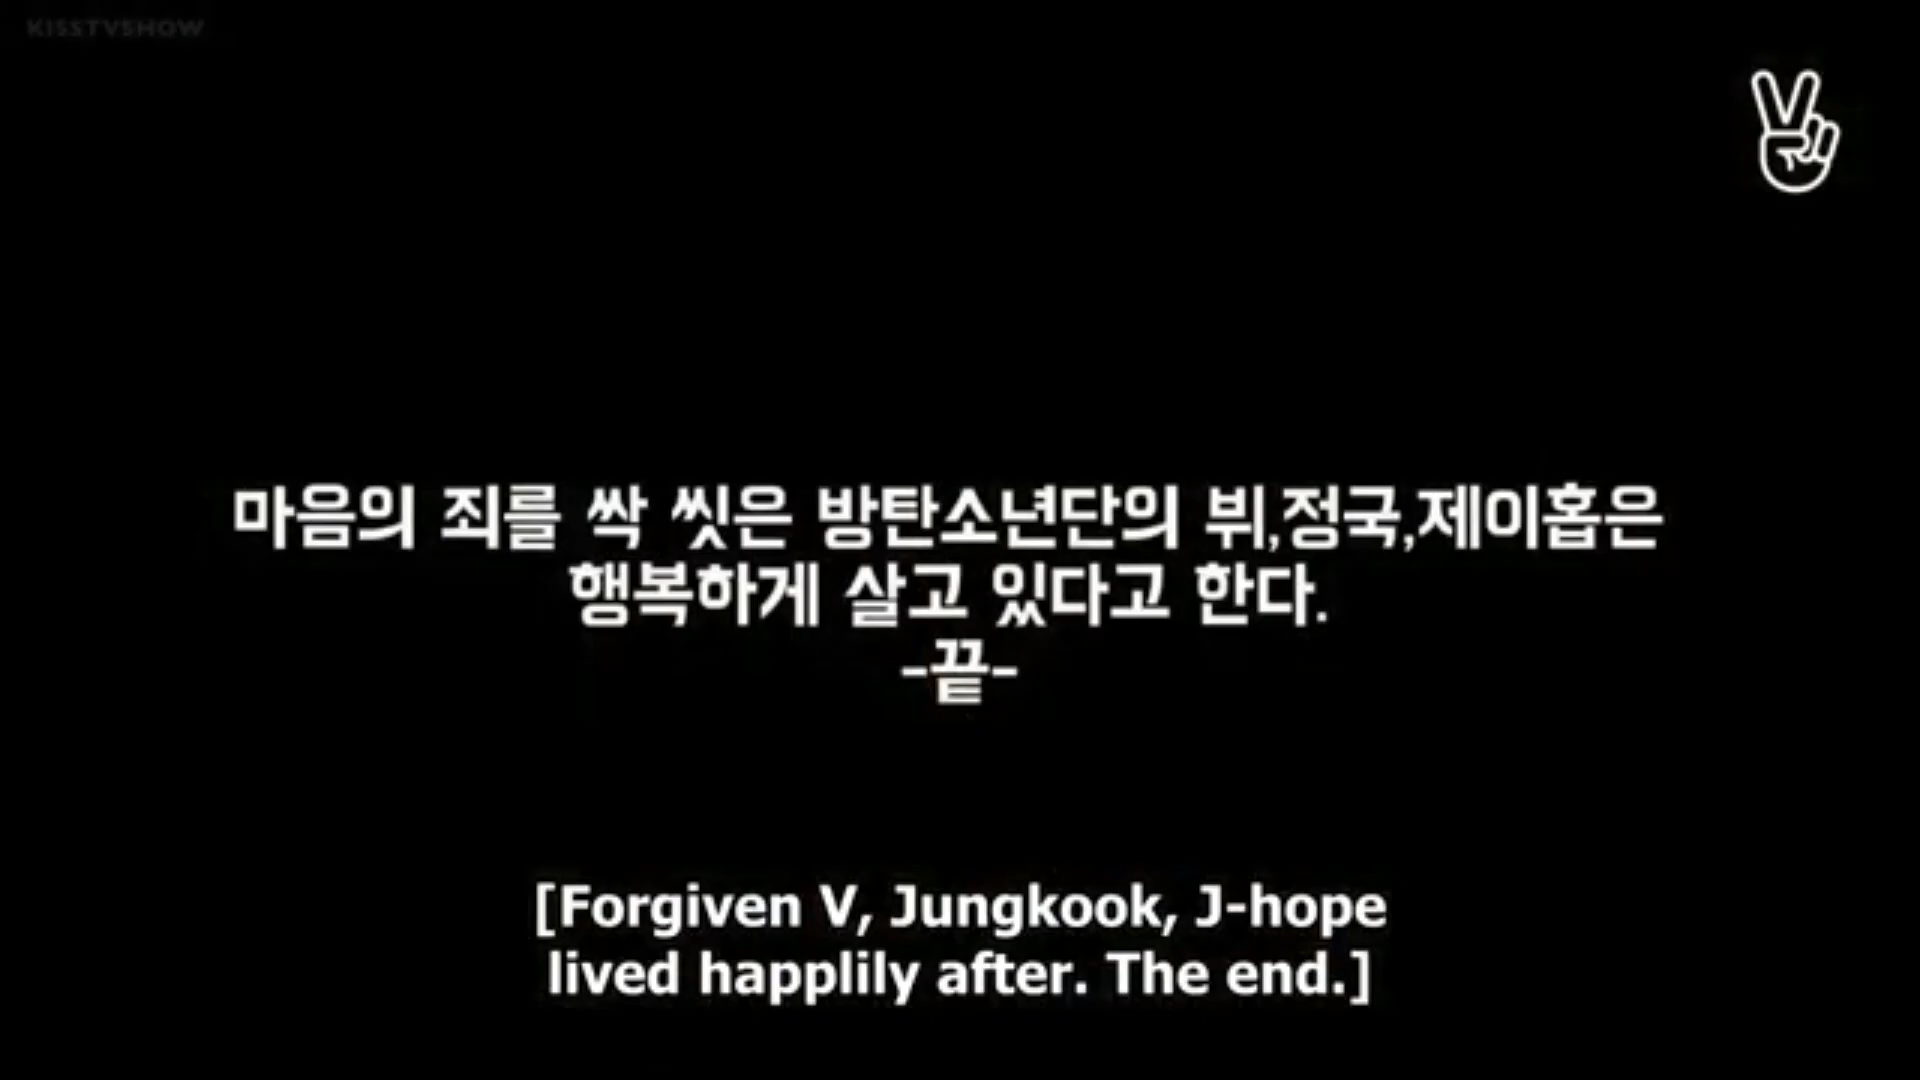 KISSTVSHOW
마음의 죄를 싹 씻은 방탄소년단의 뷔,정국,제이홉은
행복하게 살고 있다고 한다.
-끝-
[Forgiven V, Jungkook, J-hope
lived happlily after. The end.]